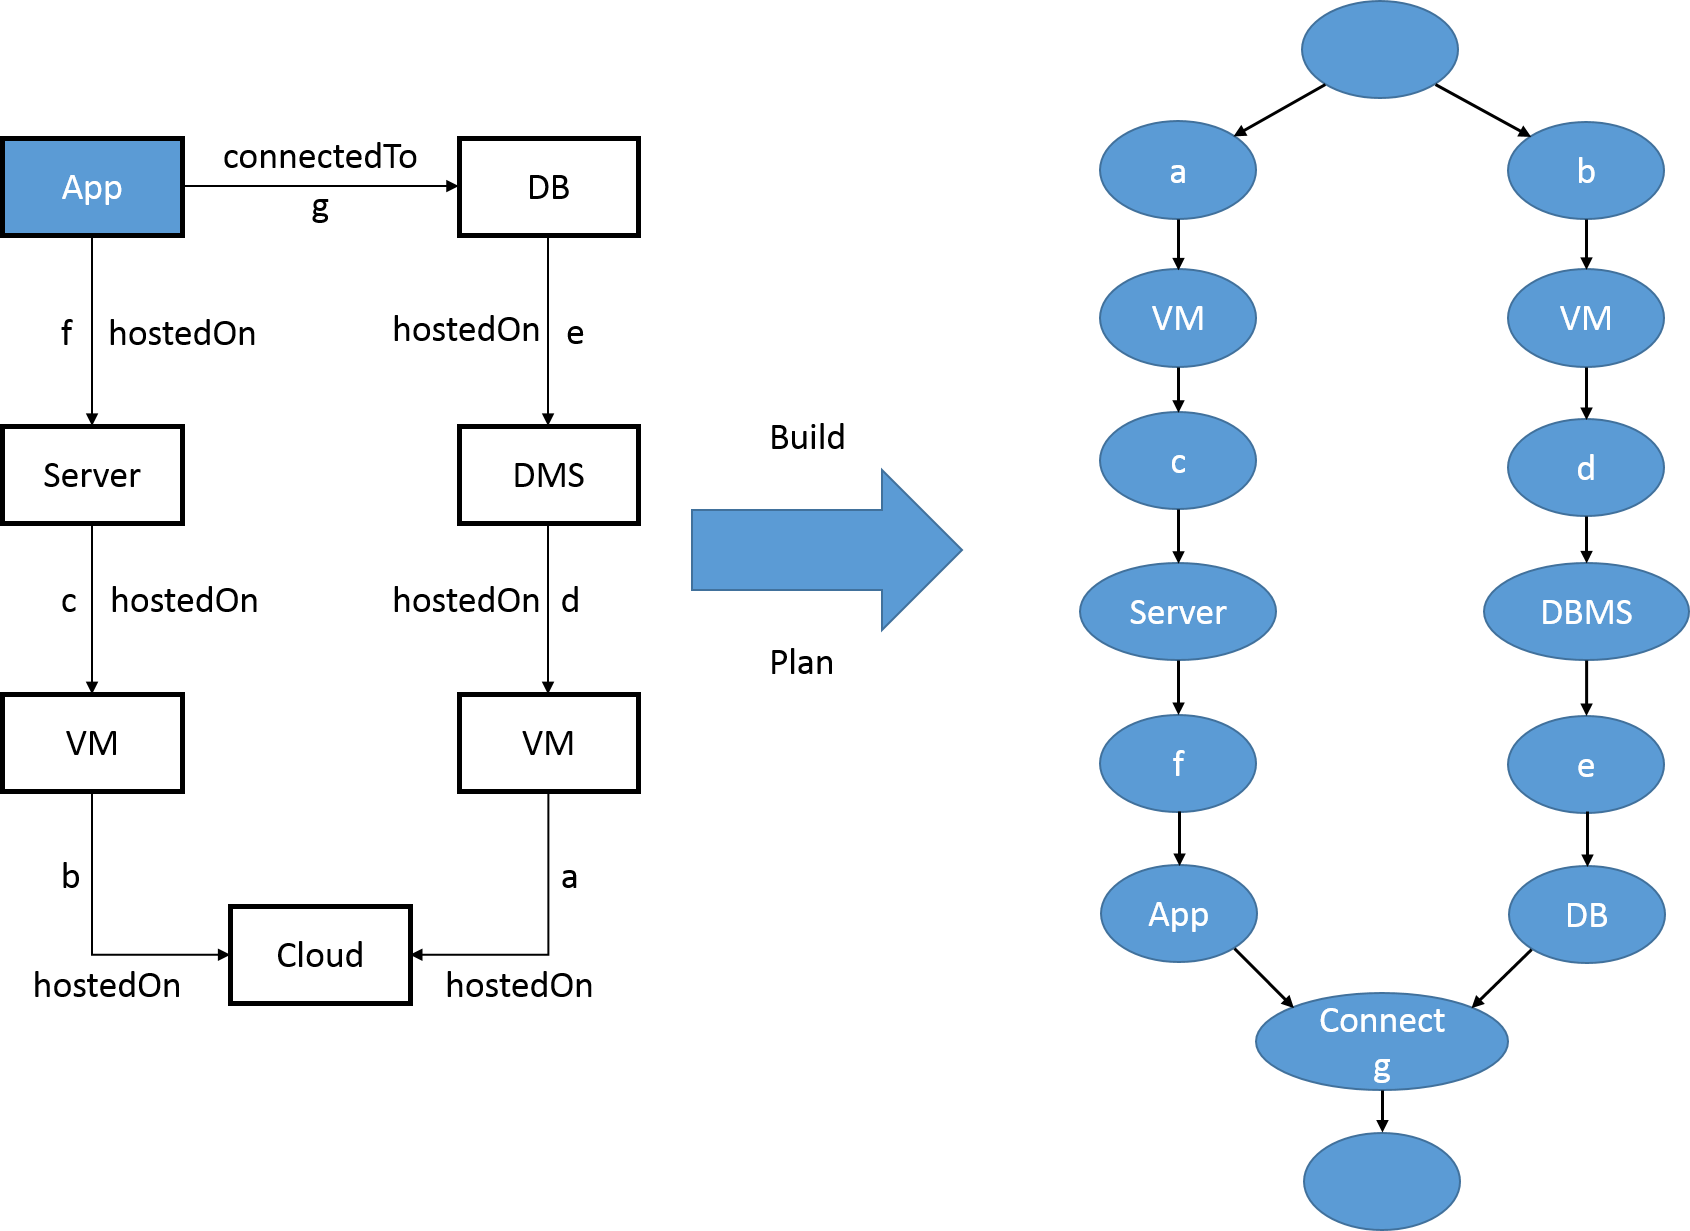 App
connectedTo
g
DB
f
hostedOn
hostedOn
e
Server
DMS
c
hostedOn
hostedOn
d
VM
VM
b
a
Cloud
hostedOn
hostedOn
Build
Plan
a
b
VM
VM
c
d
Server
DBMS
f
e
App
DB
Connect
g